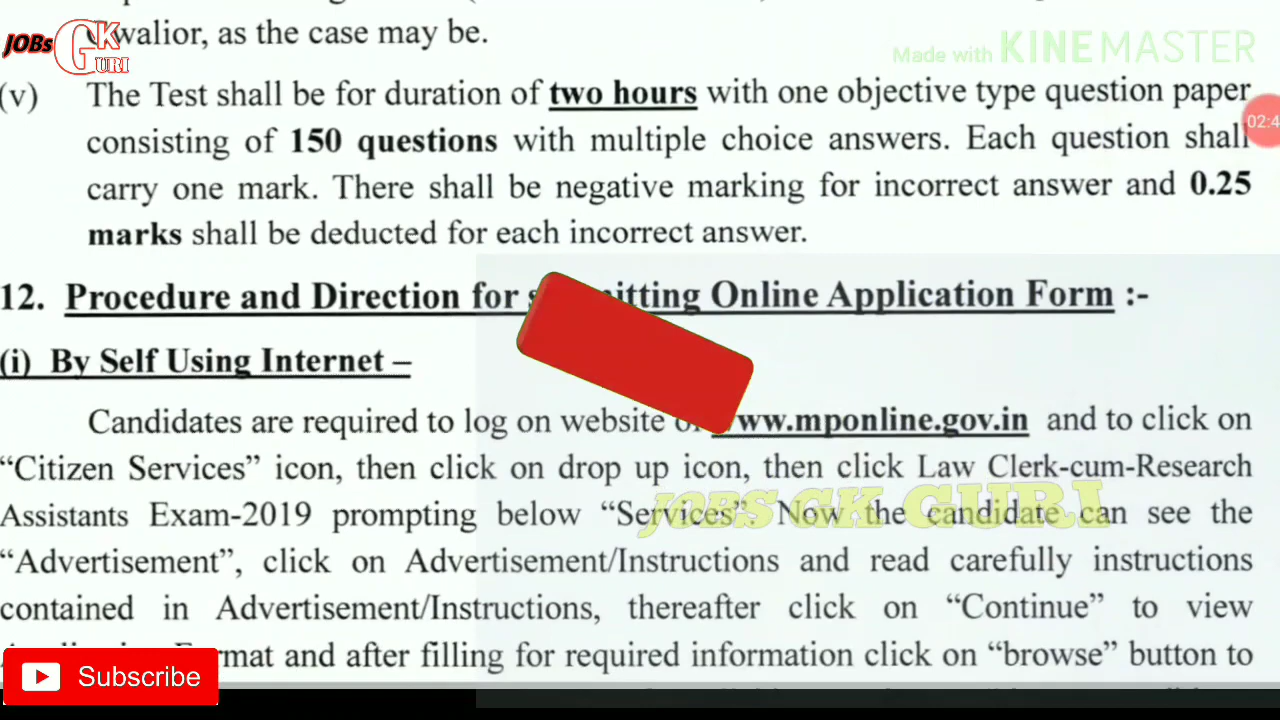 JOBs GK GURI
Gwalior, as the case may be.
Made with KINEMASTER
(v) The Test shall be for duration of two hours with one objective type question paper
02:4
consisting of 150 questions with multiple choice answers. Each question shall
carry one mark. There shall be negative marking for incorrect answer and 0.25
marks shall be deducted for each incorrect answer.
12. Procedure and Direction for submitting Online Application Form :-
(i) By Self Using Internet –
Candidates are required to log on website of www.mponline.gov.in and to click on
“Citizen Services” icon, then click on drop up icon, then click Law Clerk-cum-Research
Assistants Exam-2019 prompting below “Services”. Now the candidate can see the
JOBS GK GURI
“Advertisement”, click on Advertisement/Instructions and read carefully instructions
contained in Advertisement/Instructions, thereafter click on “Continue” to view
and after filling for required information click on “browse” button to
Subscribe